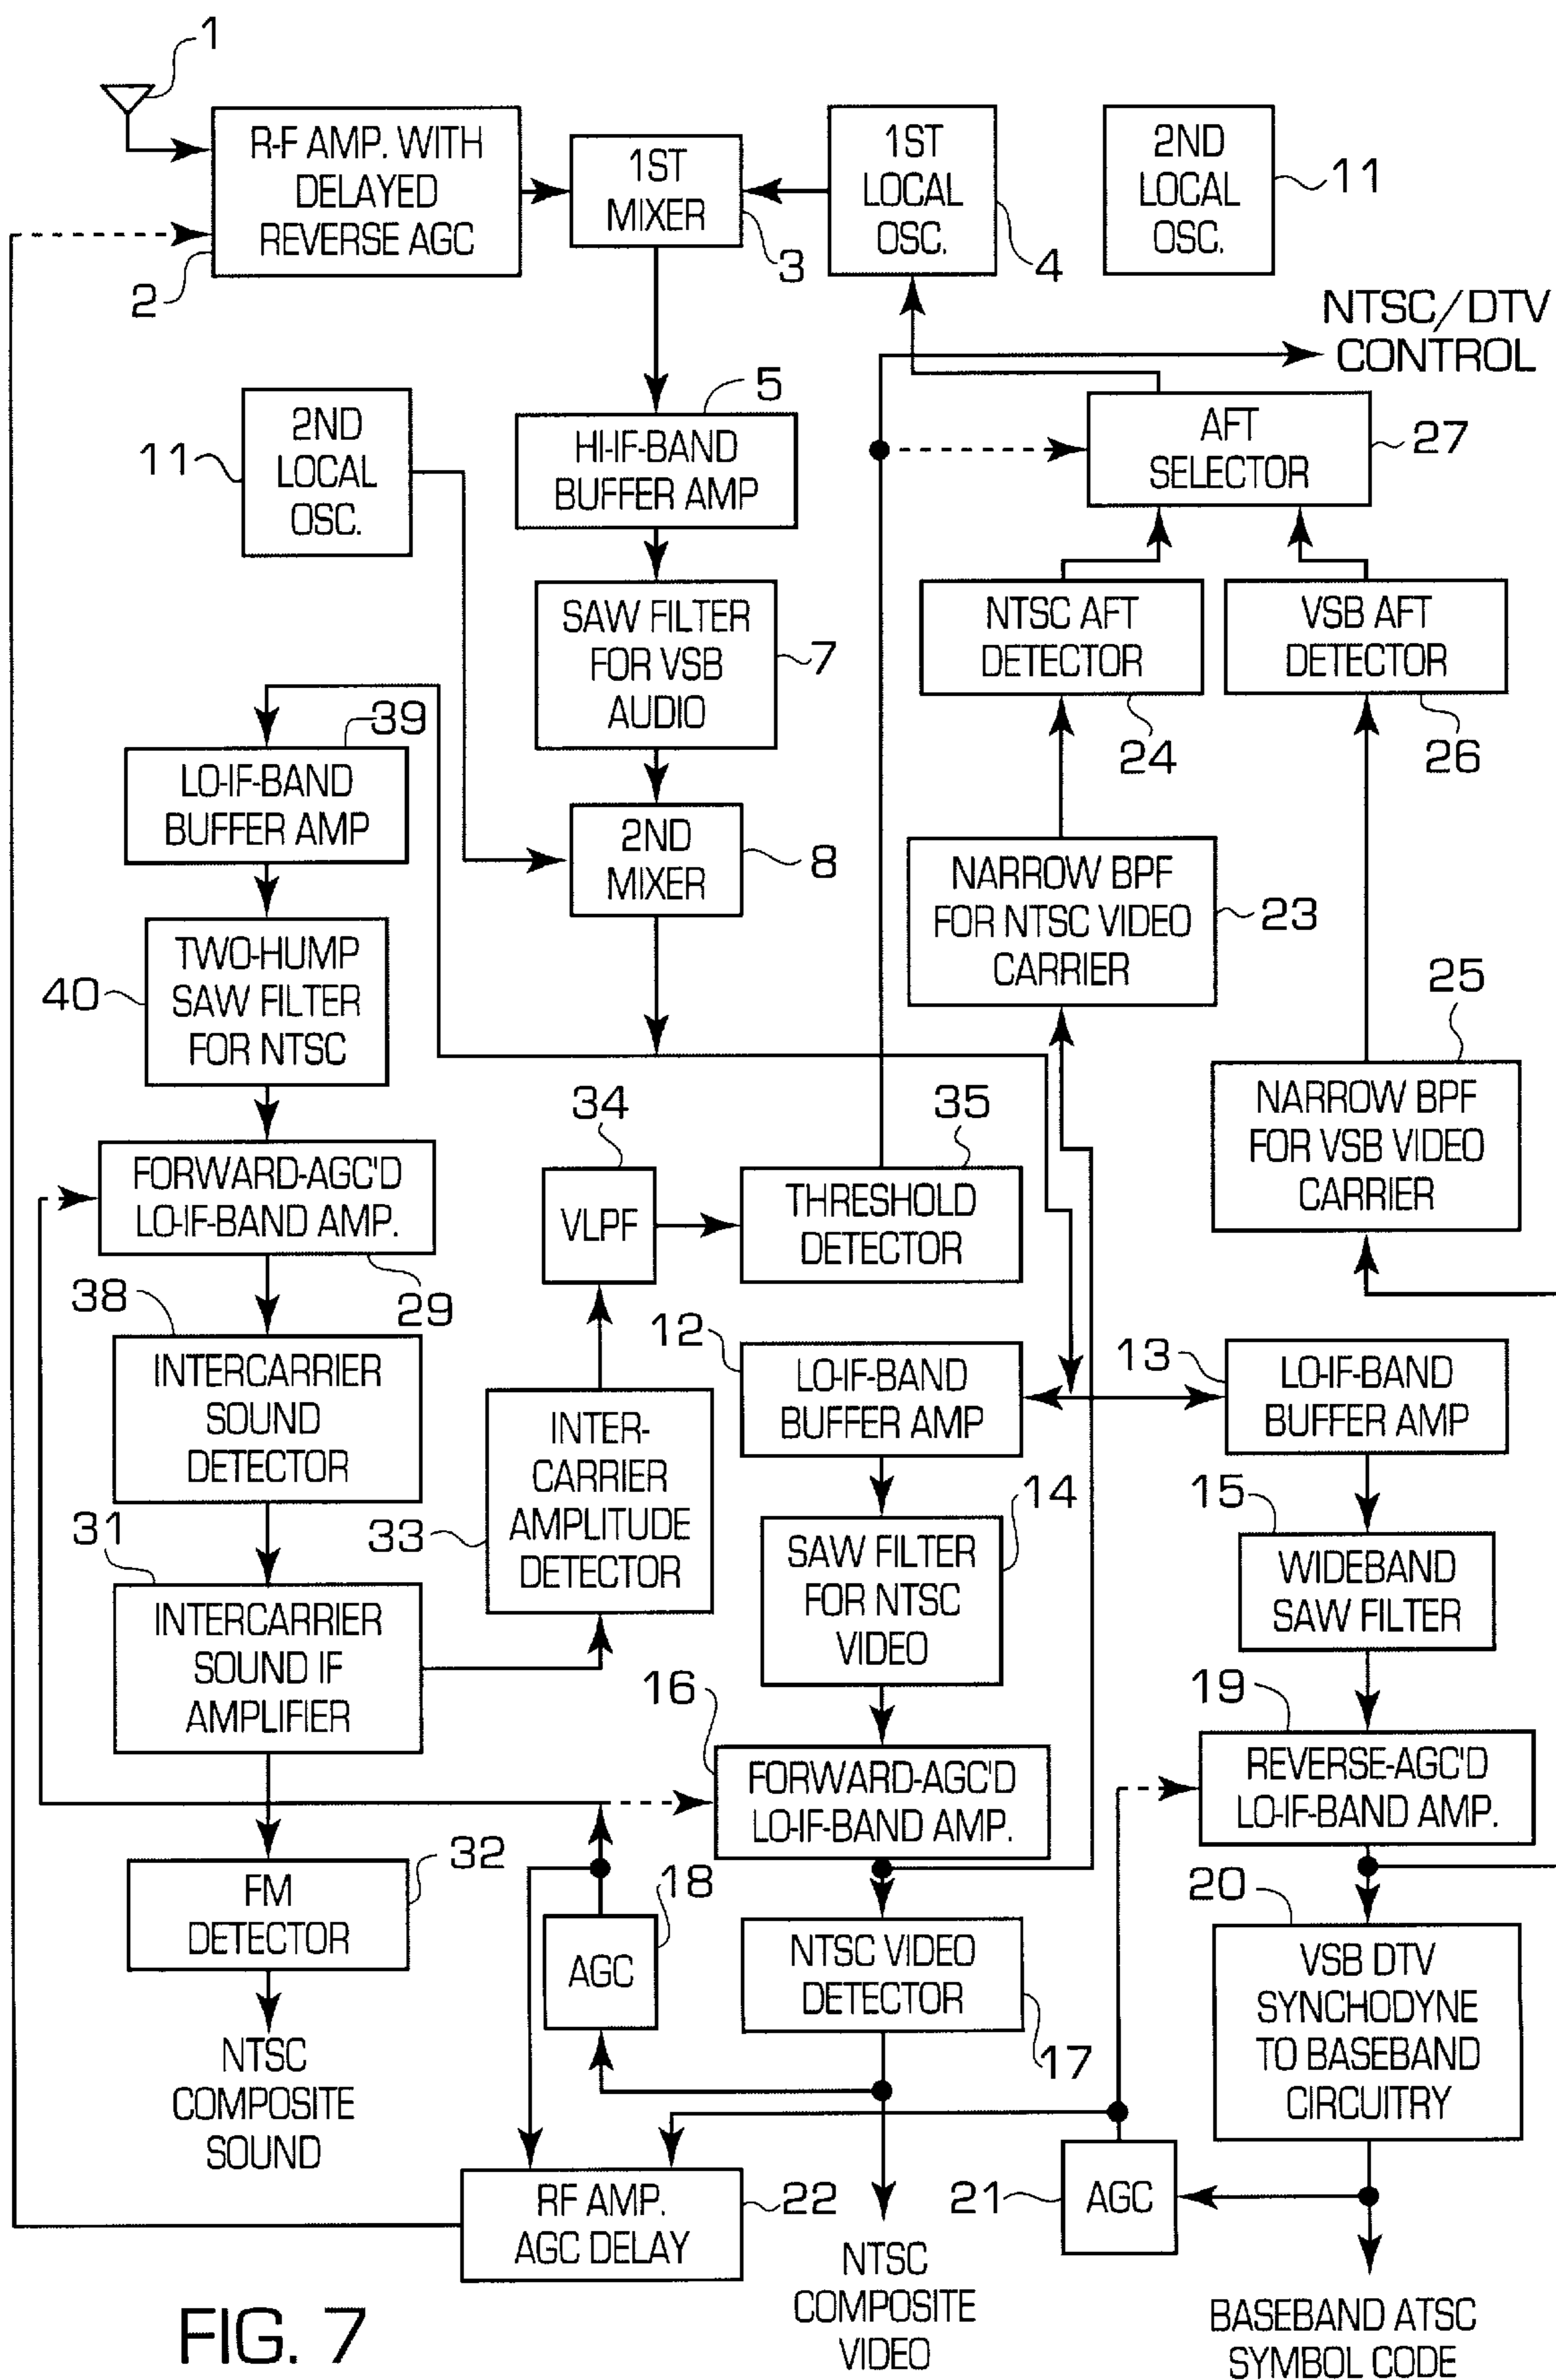 1
R-F AMP. WITH
DELAYED
REVERSE AGC
2
1ST
MIXER
3
1ST
LOCAL
OSC.
4
2ND
LOCAL
OSC.
11
NTSC/DTV
CONTROL
2ND
LOCAL
OSC.
11
5
HI-IF-BAND
BUFFER AMP
AFT
SELECTOR
27
SAW FILTER
FOR VSB
AUDIO
7
NTSC AFT
DETECTOR
24
VSB AFT
DETECTOR
26
39
LO-IF-BAND
BUFFER AMP
2ND
MIXER
8
NARROW BPF
FOR NTSC VIDEO
CARRIER
23
TWO-HUMP
SAW FILTER
FOR NTSC
40
25
NARROW BPF
FOR VSB VIDEO
CARRIER
FORWARD-AGC'D
LO-IF-BAND AMP.
29
34
VLPF
35
THRESHOLD
DETECTOR
38
INTERCARRIER
SOUND
DETECTOR
12
LO-IF-BAND
BUFFER AMP
13
LO-IF-BAND
BUFFER AMP
INTER-
CARRIER
AMPLITUDE
DETECTOR
33
14
SAW FILTER
FOR NTSC
VIDEO
15
WIDEBAND
SAW FILTER
31
INTERCARRIER
SOUND IF
AMPLIFIER
16
FORWARD-AGC'D
LO-IF-BAND AMP.
19
REVERSE-AGC'D
LO-IF-BAND AMP.
32
FM
DETECTOR
18
AGC
NTSC VIDEO
DETECTOR
17
20
VSB DTV
SYNCHODYNE
TO BASEBAND
CIRCUITRY
NTSC
COMPOSITE
SOUND
RF AMP.
AGC DELAY
22
21
AGC
NTSC
COMPOSITE
VIDEO
BASEBAND ATSC
SYMBOL CODE
FIG. 7